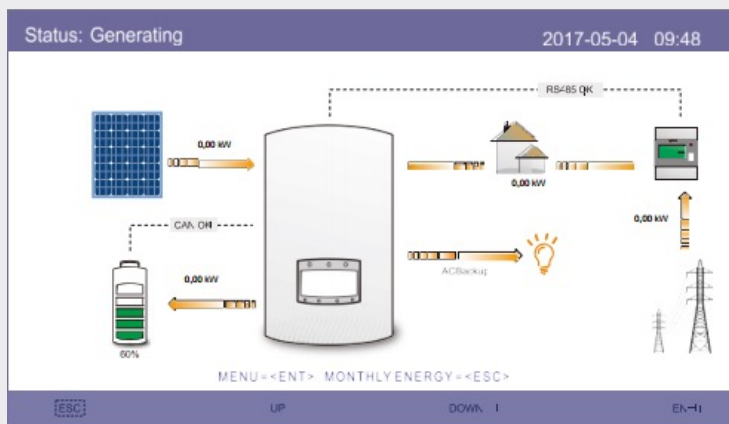 Status: Generating
2017-05-04 09:48
RS485 OK
0,00 kW
0,00 kW
0,00 kW
CAN OK
0,00 kW
ACBackup
60%
MENU=<ENT> MONTHLY ENERGY=<ESC>
ESC
UP
DOWN